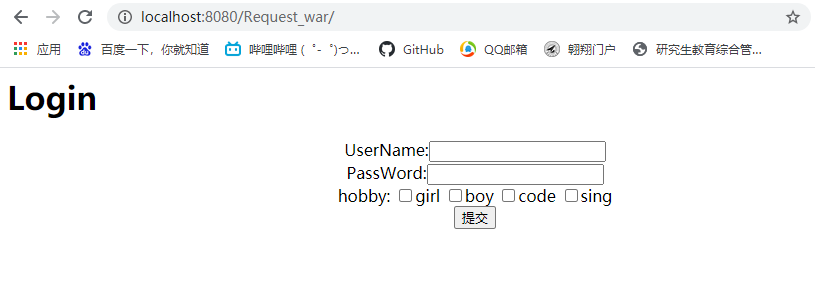 localhost:8080/Request_war/
应用 百度一下，你就知道 哔哩哔哩 (゜-゜)つ... GitHub QQ邮箱 翱翔门户 研究生教育综合管...
Login
UserName:
PassWord:
hobby: girl boy code sing
提交